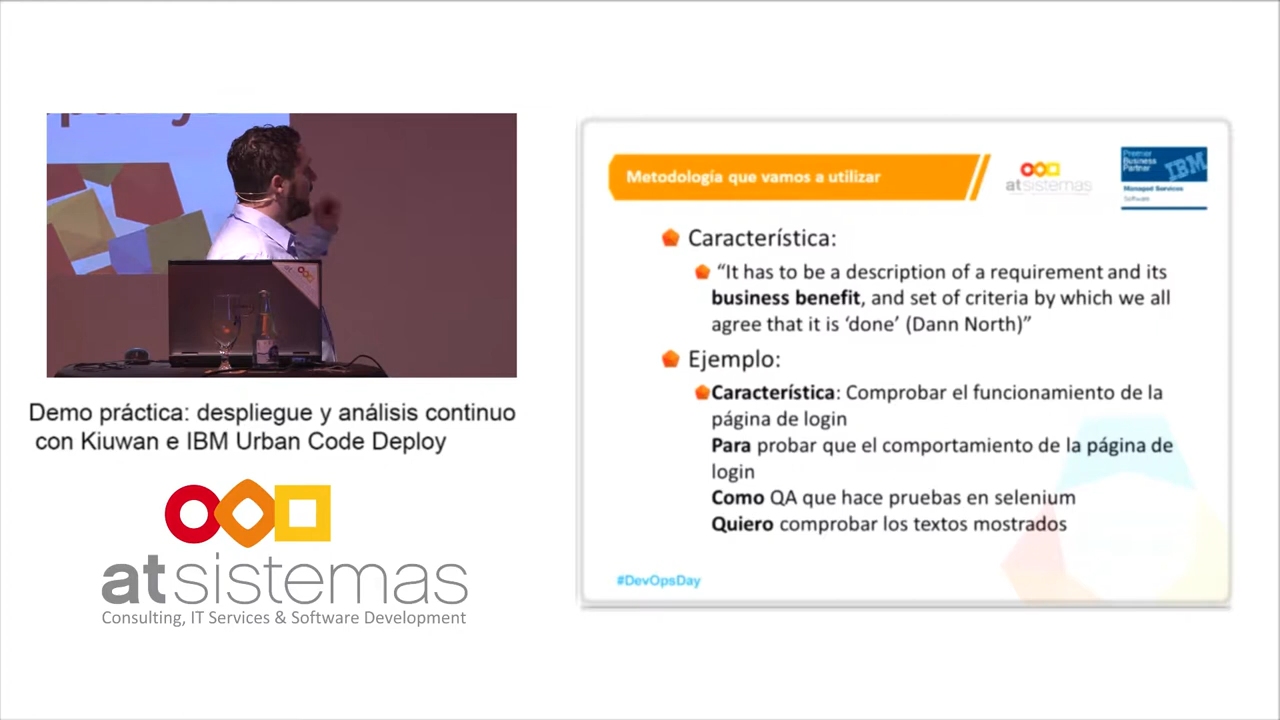 Demo práctica: despliegue y análisis continuo
con Kiuwan e IBM Urban Code Deploy
atsistemas
Consulting, IT Services & Software Development
Metodología que vamos a utilizar
atsistemas
Premier
Business
Partner
IBM
Managed Services
Software
Característica:
“It has to be a description of a requirement and its
business benefit, and set of criteria by which we all
agree that it is ‘done’ (Dann North)”
Ejemplo:
Característica: Comprobar el funcionamiento de la
página de login
Para probar que el comportamiento de la página de
login
Como QA que hace pruebas en selenium
Quiero comprobar los textos mostrados
#DevOpsDay